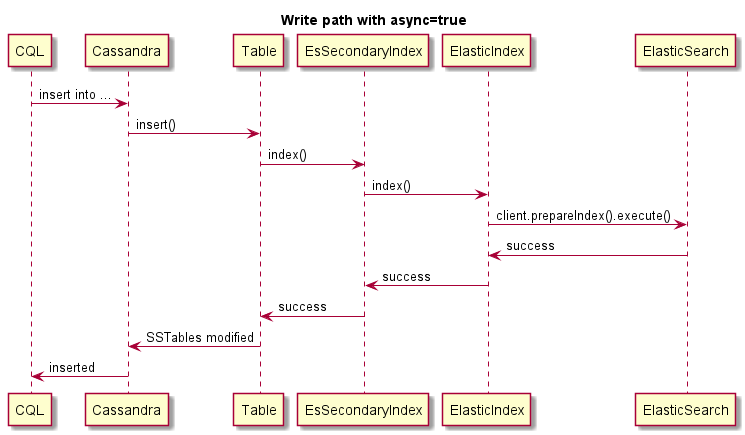 Write path with async=true
CQL
Cassandra
Table
EsSecondaryIndex
ElasticIndex
ElasticSearch
insert into ...
insert()
index()
index()
client.prepareIndex().execute()
success
success
success
SSTables modified
inserted
CQL
Cassandra
Table
EsSecondaryIndex
ElasticIndex
ElasticSearch